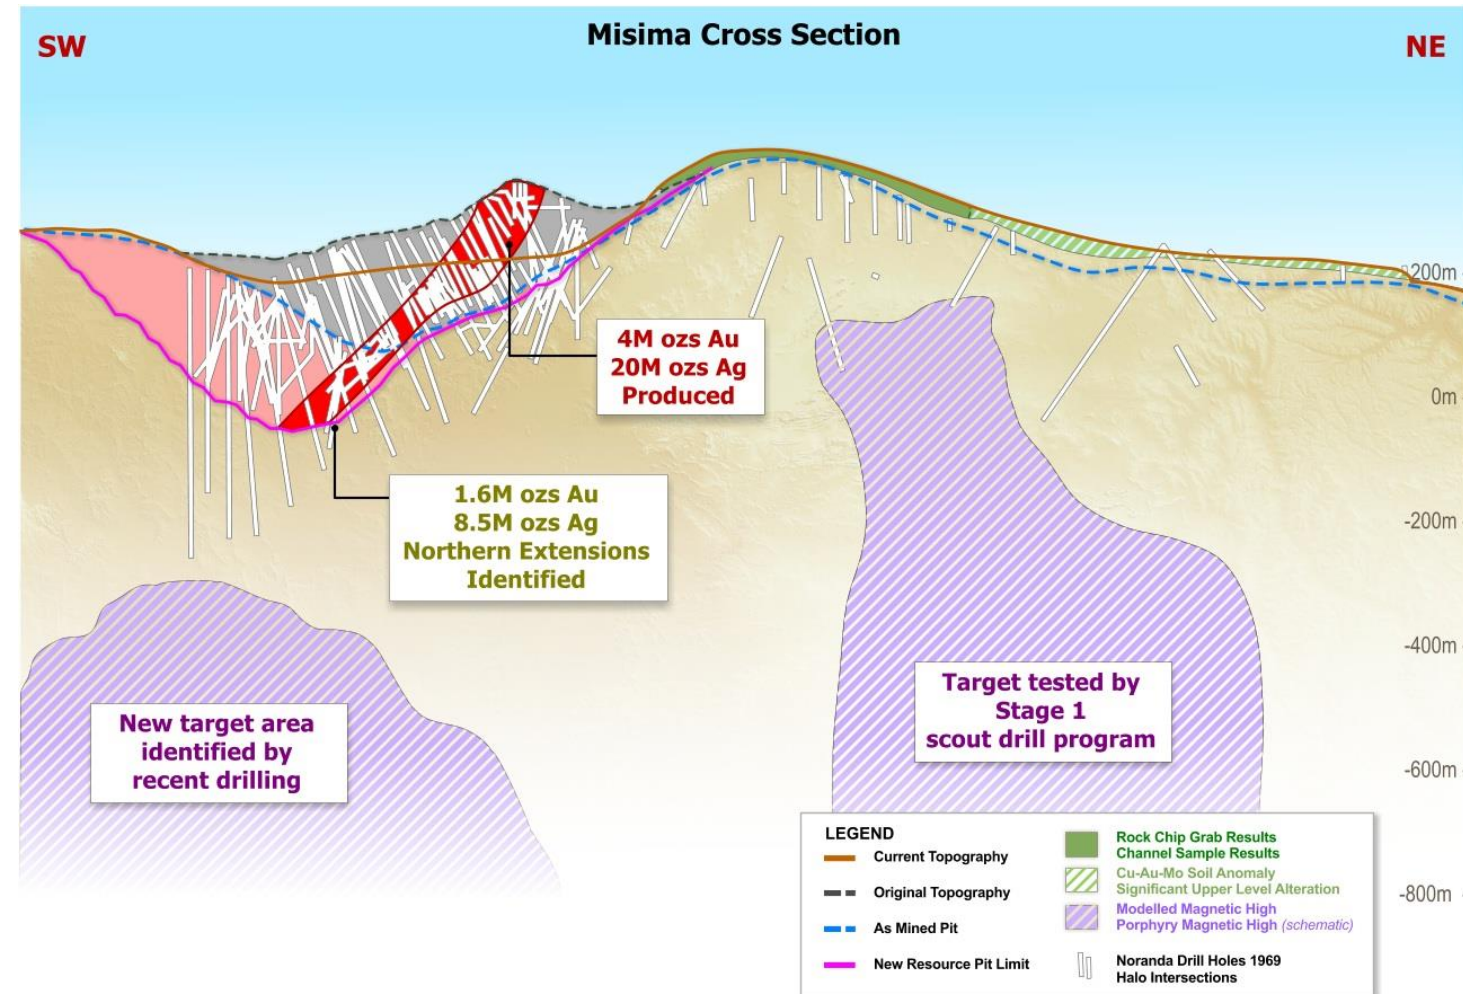 Misima Cross Section
SW
NE
200m
0m
-200m
-400m
-600m
-800m
4M ozs Au
20M ozs Ag
Produced
1.6M ozs Au
8.5M ozs Ag
Northern Extensions
Identified
New target area
identified by
recent drilling
Target tested by
Stage 1
scout drill program
LEGEND
Current Topography
Original Topography
As Mined Pit
New Resource Pit Limit
Rock Chip Grab Results
Channel Sample Results
Cu-Au-Mo Soil Anomaly
Significant Upper Level Alteration
Modelled Magnetic High
Porphyry Magnetic High (schematic)
Noranda Drill Holes 1969
Halo Intersections